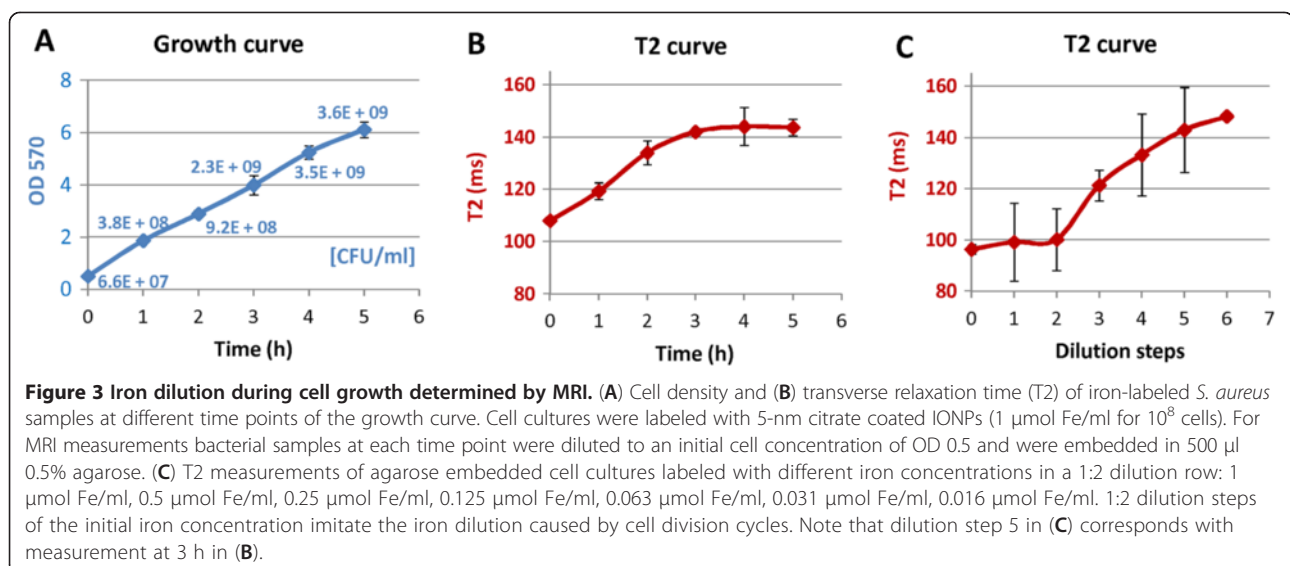 A
Growth curve
OD 570
8
6
4
2
0
6.6E + 07
3.8E + 08
9.2E + 08
2.3E + 09
3.5E + 09
3.6E + 09
[CFU/ml]
0 1 2 3 4 5 6
Time (h)
B
T2 curve
T2 (ms)
160
140
120
100
80
0 1 2 3 4 5 6
Time (h)
C
T2 curve
T2 (ms)
160
140
120
100
80
0 1 2 3 4 5 6 7
Dilution steps
Figure 3 Iron dilution during cell growth determined by MRI. (A) Cell density and (B) transverse relaxation time (T2) of iron-labeled S. aureus
samples at different time points of the growth curve. Cell cultures were labeled with 5-nm citrate coated IONPs (1 μmol Fe/ml for 10⁸ cells). For
MRI measurements bacterial samples at each time point were diluted to an initial cell concentration of OD 0.5 and were embedded in 500 μl
0.5% agarose. (C) T2 measurements of agarose embedded cell cultures labeled with different iron concentrations in a 1:2 dilution row: 1
μmol Fe/ml, 0.5 μmol Fe/ml, 0.25 μmol Fe/ml, 0.125 μmol Fe/ml, 0.063 μmol Fe/ml, 0.031 μmol Fe/ml, 0.016 μmol Fe/ml. 1:2 dilution steps
of the initial iron concentration imitate the iron dilution caused by cell division cycles. Note that dilution step 5 in (C) corresponds with
measurement at 3 h in (B).